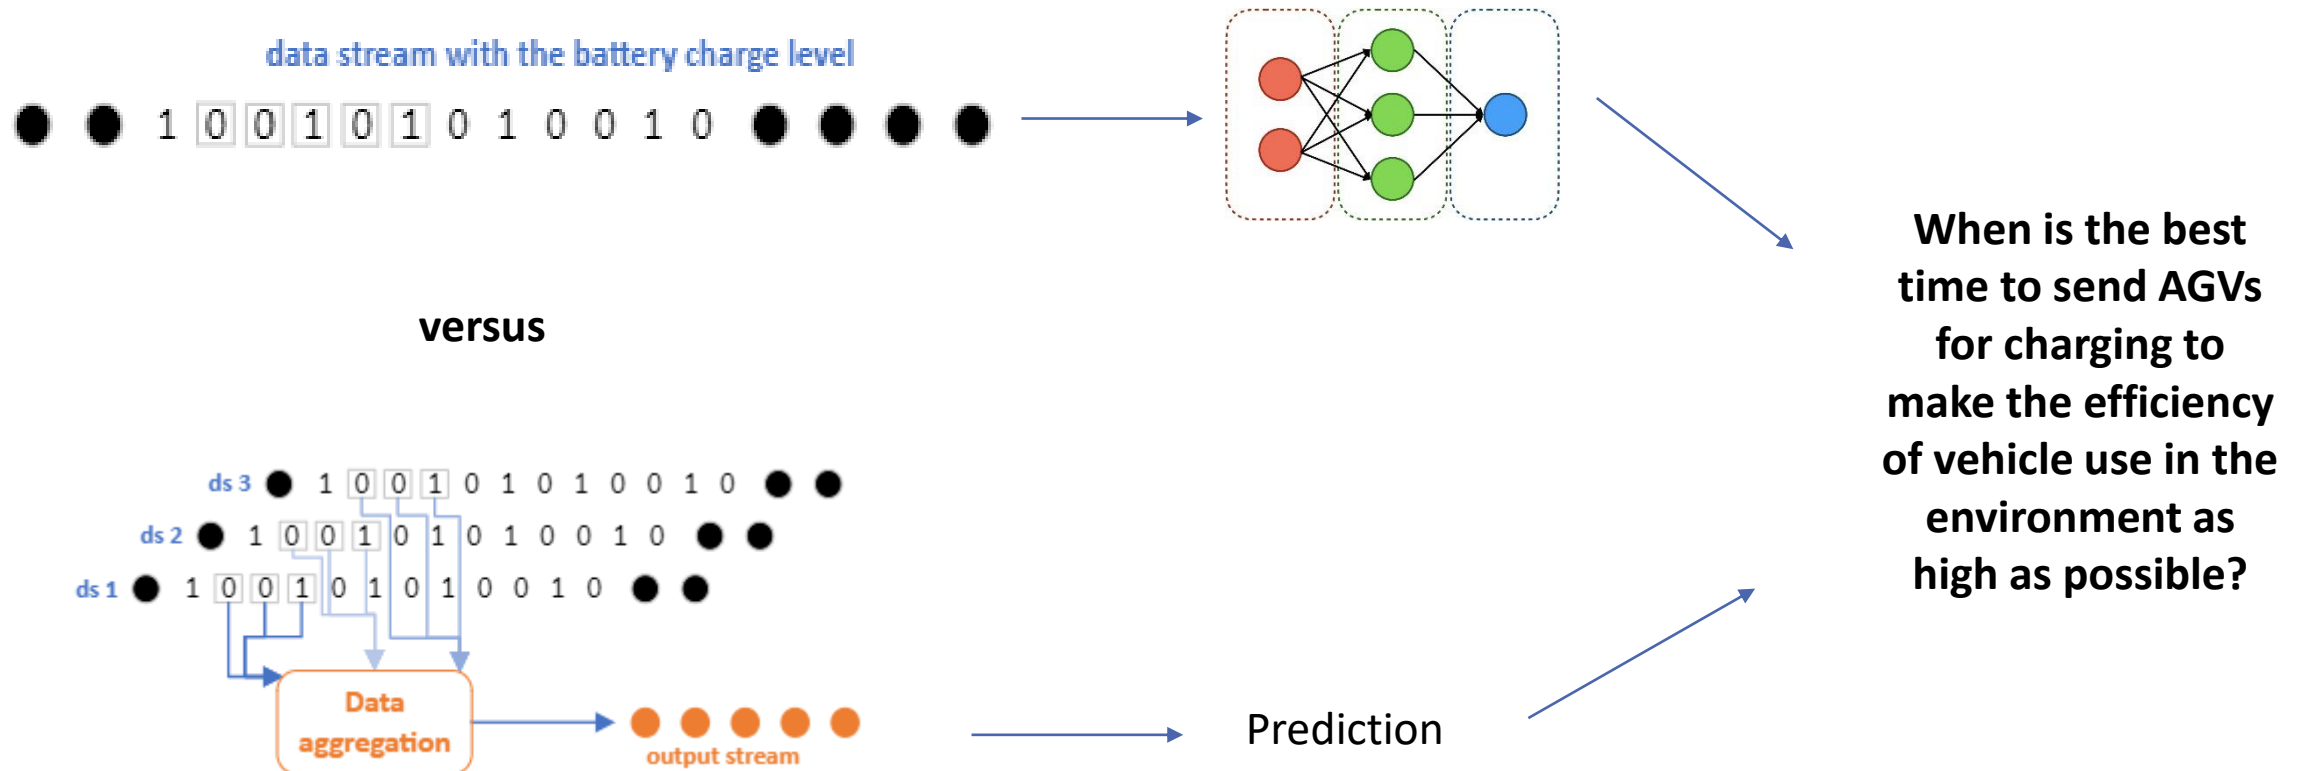 data stream with the battery charge level
1 0 0 1 0 1 0 1 0 0 1 0
versus
ds 3 1 0 0 1 0 1 0 1 0 0 1 0
ds 2 1 0 0 1 0 1 0 1 0 0 1 0
ds 1 1 0 0 1 0 1 0 1 0 0 1 0
Data
aggregation
output stream
Prediction
When is the best
time to send AGVs
for charging to
make the efficiency
of vehicle use in the
environment as
high as possible?